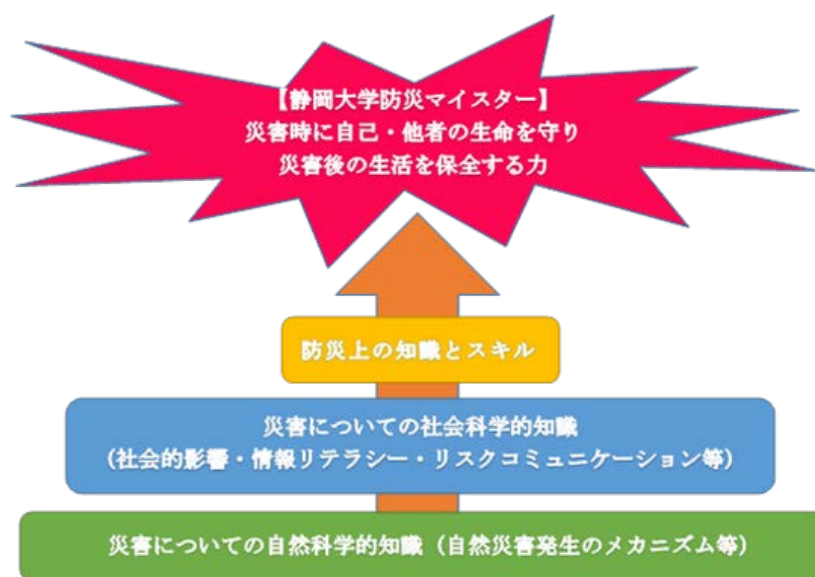 【静岡大学防災マイスター】
災害時に自己・他者の生命を守り
災害後の生活を保全する力
防災上の知識とスキル
災害についての社会科学的知識
（社会的影響・情報リテラシー・リスクコミュニケーション等）
災害についての自然科学的知識（自然災害発生のメカニズム等）